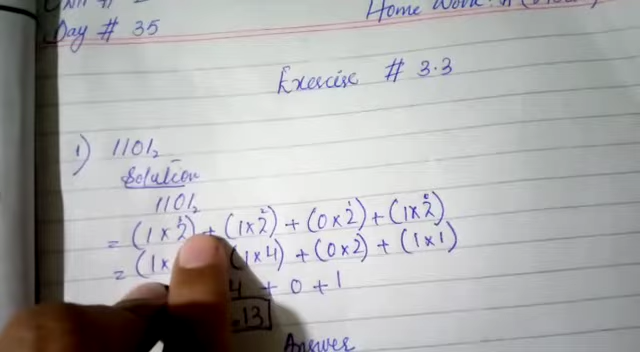 Day # 35
Home Work
Exercise # 3.3
1) 1101₂
Solution
1101₂
= (1×2³) + (1×2²) + (0×2¹) + (1×2⁰)
= (1× (1×4) + (0×2) + (1×1)
4 + 0 + 1
13
Answer